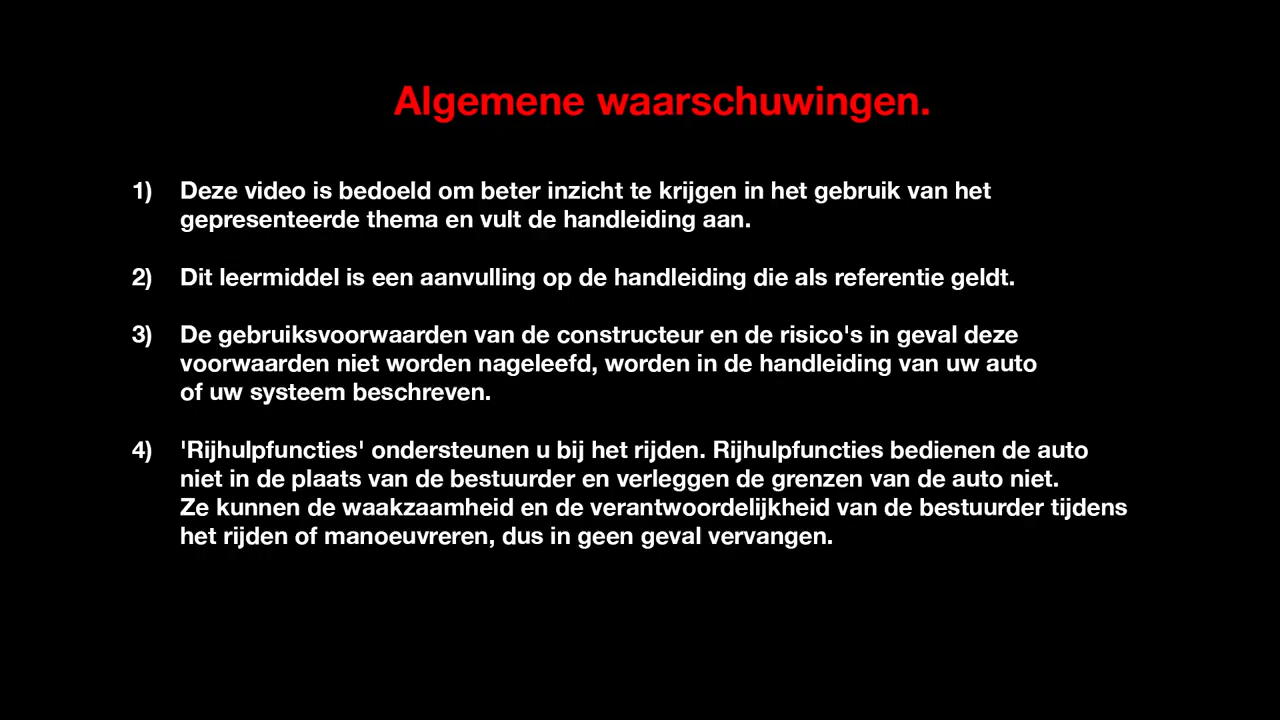 Algemene waarschuwingen.
1) Deze video is bedoeld om beter inzicht te krijgen in het gebruik van het
gepresenteerde thema en vult de handleiding aan.
2) Dit leermiddel is een aanvulling op de handleiding die als referentie geldt.
3) De gebruiksvoorwaarden van de constructeur en de risico's in geval deze
voorwaarden niet worden nageleefd, worden in de handleiding van uw auto
of uw systeem beschreven.
4) 'Rijhulpfuncties' ondersteunen u bij het rijden. Rijhulpfuncties bedienen de auto
niet in de plaats van de bestuurder en verleggen de grenzen van de auto niet.
Ze kunnen de waakzaamheid en de verantwoordelijkheid van de bestuurder tijdens
het rijden of manoeuvreren, dus in geen geval vervangen.